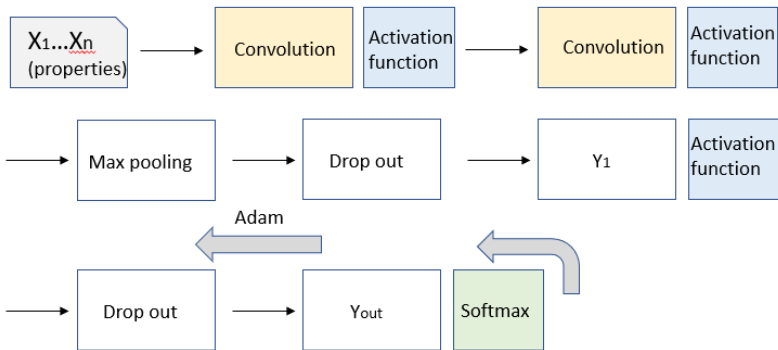 X1...Xn
(properties)
Convolution
Activation
function
Convolution
Activation
function
Max pooling
Drop out
Y1
Activation
function
Adam
Drop out
Yout
Softmax